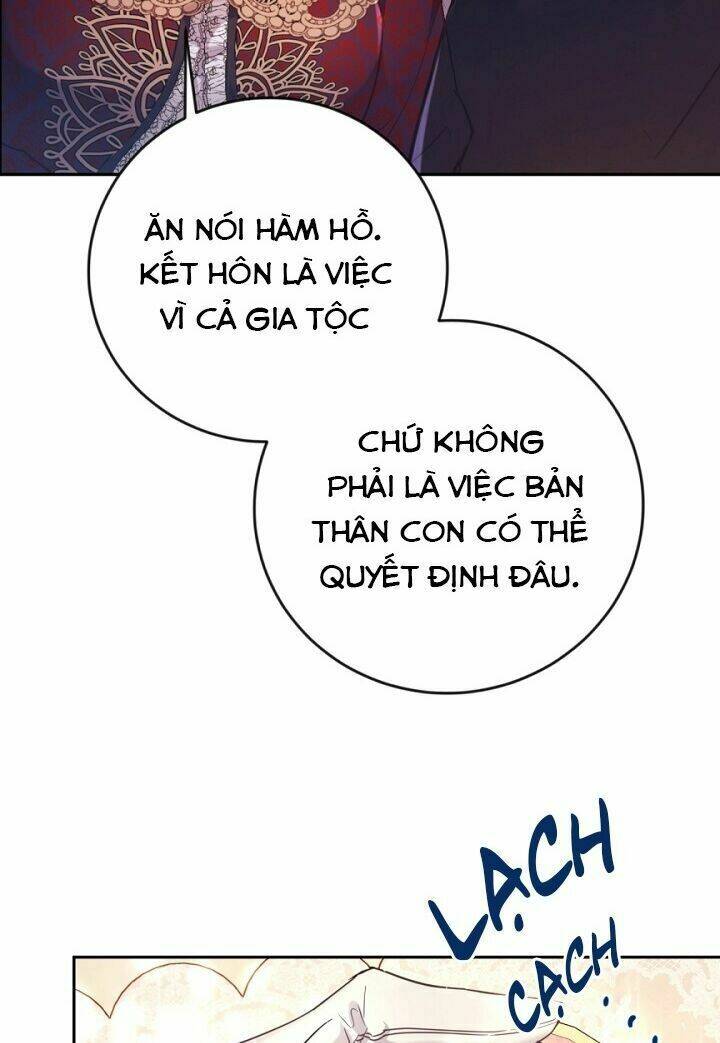 ĂN NÓI HÀM HỒ.
KẾT HÔN LÀ VIỆC
VÌ CẢ GIA TỘC
CHỨ KHÔNG
PHẢI LÀ VIỆC BẢN
THÂN CON CÓ THỂ
QUYẾT ĐỊNH ĐÂU.
LẠCH
CẠCH